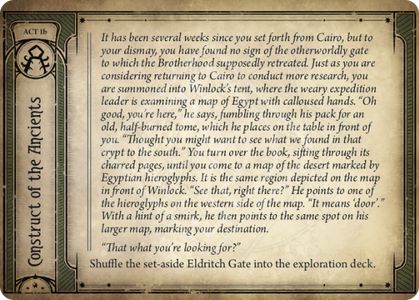 ACT 1b
Construct of the Ancients
It has been several weeks since you set forth from Cairo, but to
your dismay, you have found no sign of the otherworldly gate
to which the Brotherhood supposedly retreated. Just as you are
considering returning to Cairo to conduct more research, you
are summoned into Winlock’s tent, where the weary expedition
leader is examining a map of Egypt with calloused hands. “Oh
good, you’re here,” he says, fumbling through his pack for an
old, half-burned tome, which he places on the table in front of
you. “Thought you might want to see what we found in that
crypt to the south.” You turn over the book, sifting through its
charred pages, until you come to a map of the desert marked by
Egyptian hieroglyphs. It is the same region depicted on the map
in front of Winlock. “See that, right there?” He points to one of
the hieroglyphs on the western side of the map. “It means ‘door’.”
With a hint of a smirk, he then points to the same spot on his
larger map, marking your destination.
“That what you’re looking for?”
Shuffle the set-aside Eldritch Gate into the exploration deck.